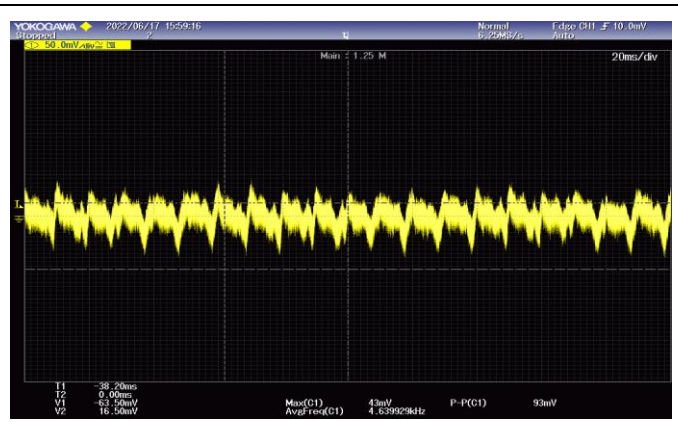 YOKOGAWA 2022/06/17 15:59:16 Normal Edge CH1 10.0mV
Stopped 2 6.25MS/s Auto
50.0mV/div
Main : 1.25 M 20ms/div
T1 -38.20ms
T2 0.00ms
V1 -63.50mV Max(C1) 43mV P-P(C1) 93mV
V2 16.50mV AvgFreq(C1) 4.639929kHz